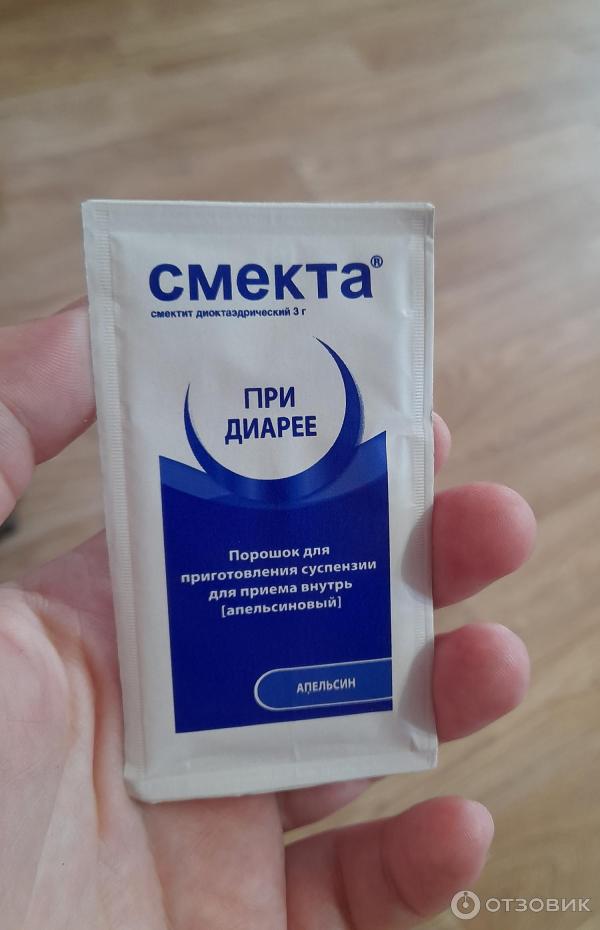 смекта®
смектит диоктаэдрический 3 г
ПРИ
ДИАРЕЕ
Порошок для
приготовления суспензии
для приема внутрь
[апельсиновый]
АПЕЛЬСИН
ОТЗОВИК